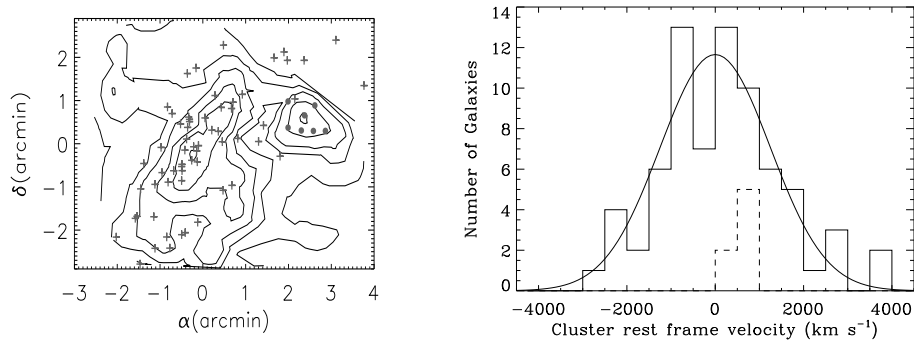 2
1
0
−1
−2
δ(arcmin)
−3 −2 −1 0 1 2 3 4
α(arcmin)
14
12
10
8
6
4
2
0
Number of Galaxies
−4000 −2000 0 2000 4000
Cluster rest frame velocity (km s⁻¹)